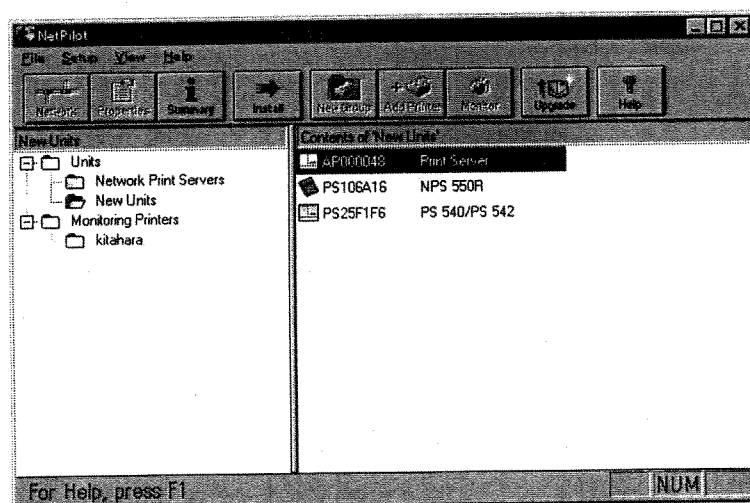 NetPilot
File Setup View Help
Network Properties Summary Install New Group Add Printer Monitor Upgrade Help
New Units
Contents of 'New Units'
Units
Network Print Servers
New Units
Monitoring Printers
kitahara
AP000048 Print Server
PS106A16 NPS 550R
PS25F1F6 PS 540/PS 542
For Help, press F1
NUM